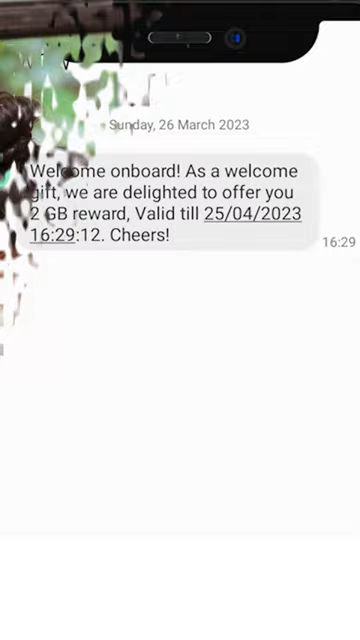 Sunday, 26 March 2023
Welcome onboard! As a welcome
gift, we are delighted to offer you
2 GB reward, Valid till 25/04/2023
16:29:12. Cheers!
16:29